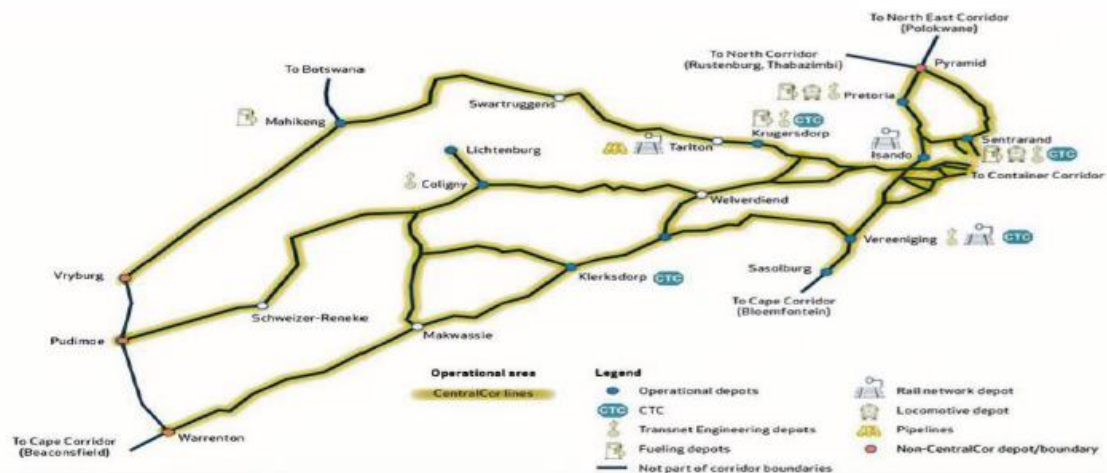 To North East Corridor
(Polokwane)
To North Corridor
(Rustenburg, Thabazimbi)
Pyramid
To Botswana
Pretoria
Swartruggens
Mahikeng
CTC
Krugersdorp
Sentrarand
Tarlton
Isando
CTC
Lichtenburg
To Container Corridor
Coligny
Welverdiend
Vereeniging
CTC
Vryburg
Klerksdorp
CTC
Sasolburg
To Cape Corridor
(Bloemfontein)
Schweizer-Reneke
Pudimoe
Makwassie
Operational area
CentralCor lines
Legend
Operational depots
CTC
CTC
Transnet Engineering depots
Fueling depots
Not part of corridor boundaries
Rail network depot
Locomotive depot
Pipelines
Non-CentralCor depot/boundary
To Cape Corridor
(Beaconsfield)
Warrenton